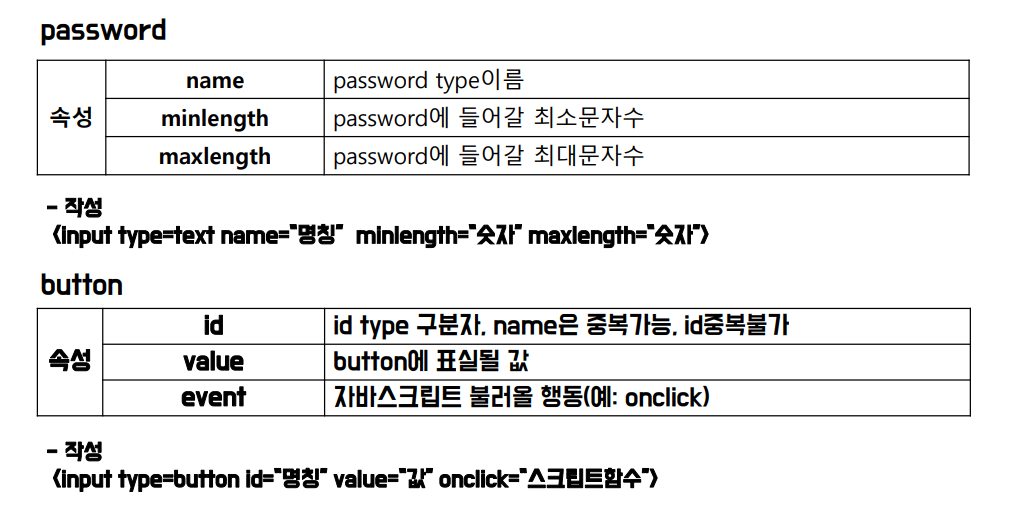 password
속성
name password type이름
minlength password에 들어갈 최소문자수
maxlength password에 들어갈 최대문자수
- 작성
<input type=text name="명칭" minlength="숫자" maxlength="숫자">
button
속성
id id type 구분자, name은 중복가능, id중복불가
value button에 표실될 값
event 자바스크립트 불러올 행동(예: onclick)
- 작성
<input type=button id="명칭" value="값" onclick="스크립트함수">